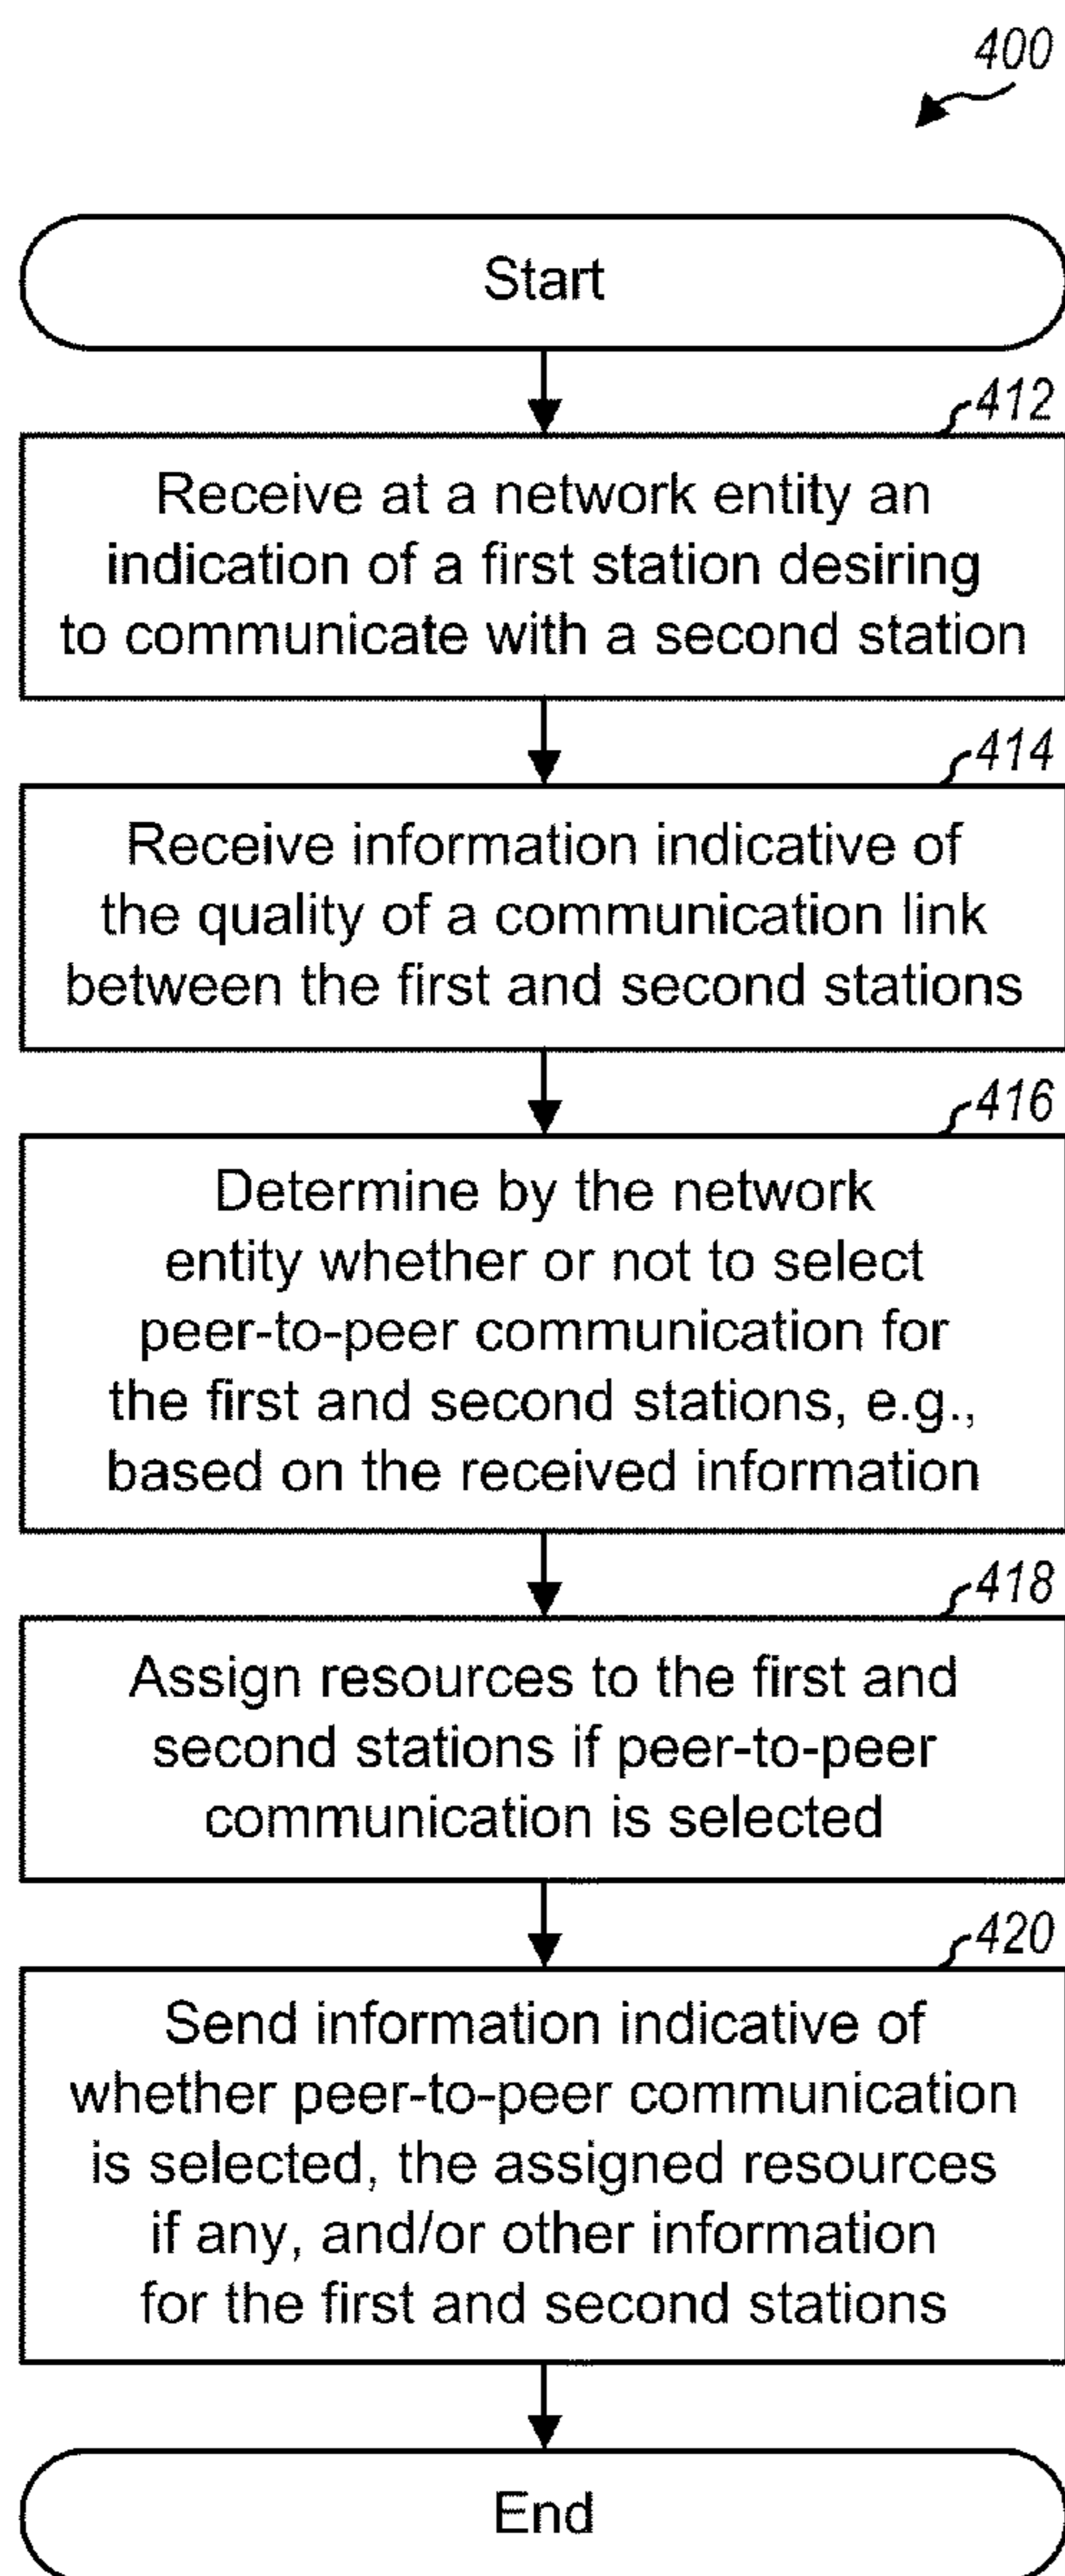 400
Start
412
Receive at a network entity an
indication of a first station desiring
to communicate with a second station
414
Receive information indicative of
the quality of a communication link
between the first and second stations
416
Determine by the network
entity whether or not to select
peer-to-peer communication for
the first and second stations, e.g.,
based on the received information
418
Assign resources to the first and
second stations if peer-to-peer
communication is selected
420
Send information indicative of
whether peer-to-peer communication
is selected, the assigned resources
if any, and/or other information
for the first and second stations
End